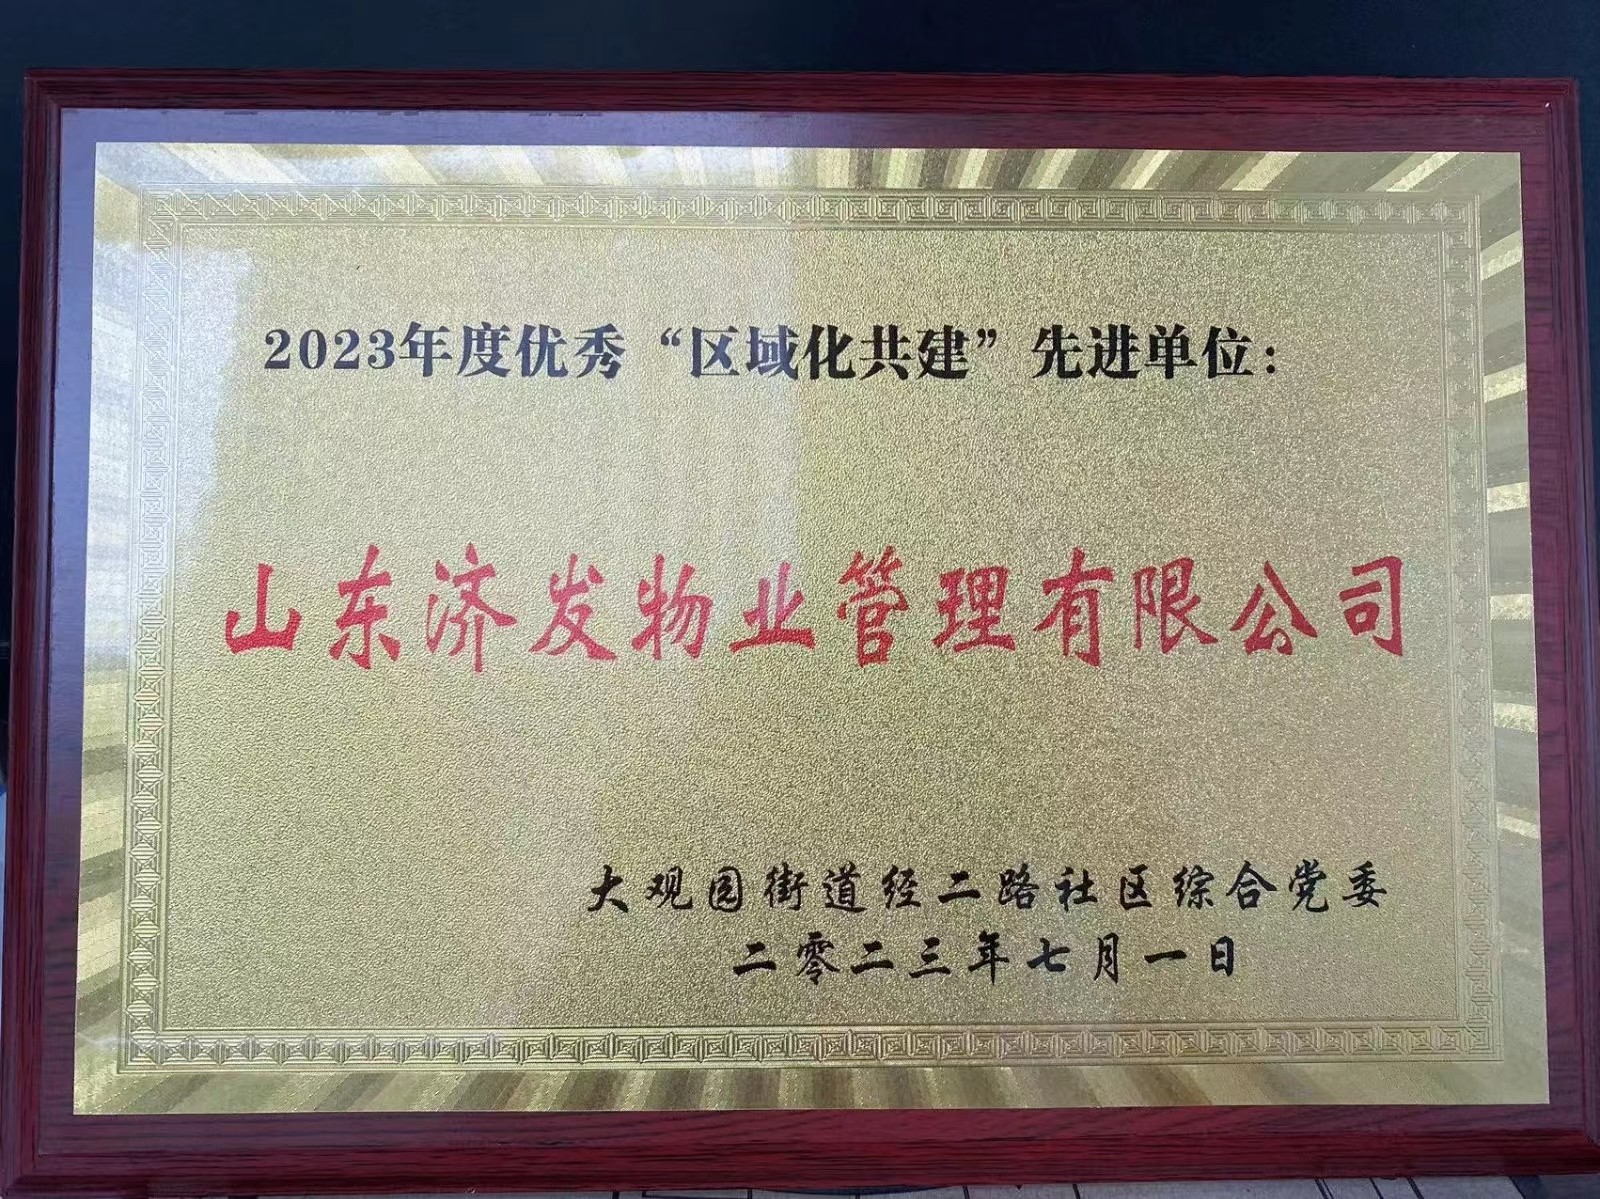 2023年度优秀“区域化共建”先进单位：
山东济发物业管理有限公司
大观园街道经二路社区综合党委
二零二三年七月一日